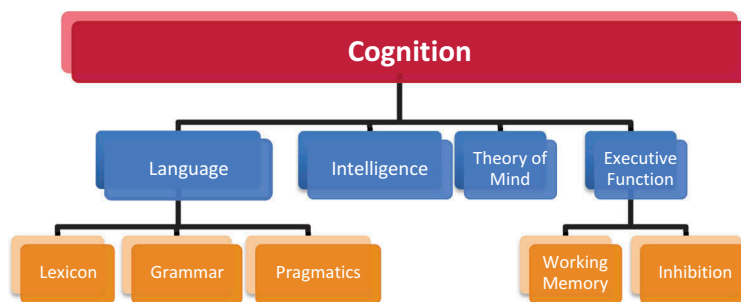 Cognition
Language
Intelligence
Theory of
Mind
Executive
Function
Lexicon
Grammar
Pragmatics
Working
Memory
Inhibition